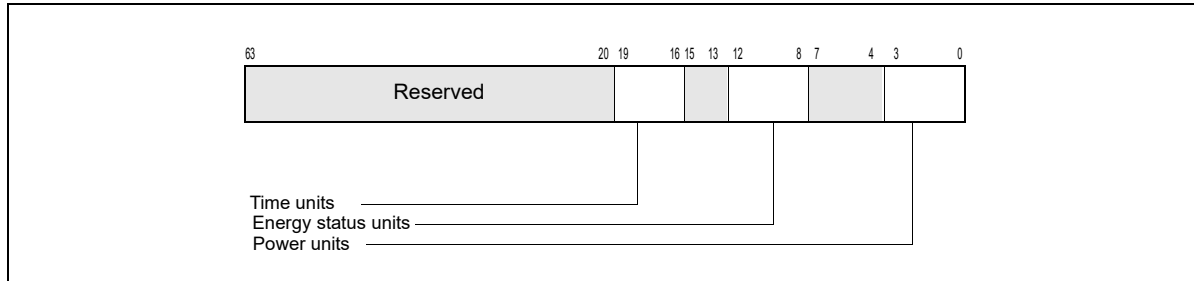 63 20 19 16 15 13 12 8 7 4 3 0
Reserved
Time units
Energy status units
Power units